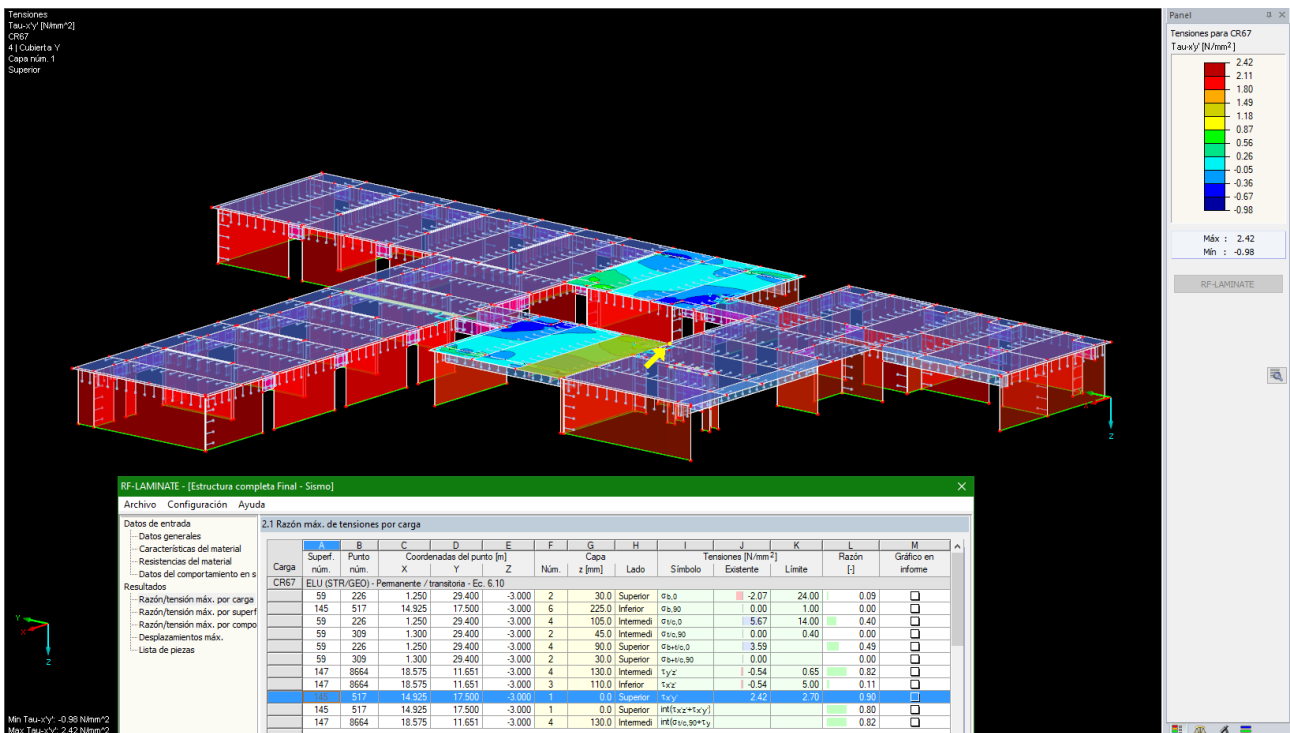 Tensiones
Tau-x'y' [N/mm^2]
CR67
4 | Cubierta Y
Capa núm. 1
Superior
Panel
Tensiones para CR67
Tau-x'y' [N/mm²]
2.42
2.11
1.80
1.49
1.18
0.87
0.56
0.26
-0.05
-0.36
-0.67
-0.98
Máx : 2.42
Mín : -0.98
RF-LAMINATE
x
Z
Y
X
Z
Min Tau-x'y': -0.98 N/mm^2
Max Tau-x'y': 2.42 N/mm^2
RF-LAMINATE - [Estructura completa Final - Sismo]
Archivo Configuración Ayuda
Datos de entrada
Datos generales
Características del material
Resistencias del material
Datos del comportamiento en s
Resultados
Razón/tensión máx. por carga
Razón/tensión máx. por superf
Razón/tensión máx. por compo
Desplazamientos máx.
Lista de piezas
2.1 Razón máx. de tensiones por carga
A B C D E F G H I J K L M
Superf. Punto Coordenadas del punto [m] Capa Tensiones [N/mm²] Razón Gráfico en
Carga núm. núm. X Y Z Núm. z [mm] Lado Símbolo Existente Límite [-] informe
CR67 ELU (STR/GEO) - Permanente / transitoria - Ec. 6.10
59 226 1.250 29.400 -3.000 2 30.0 Superior σb,0 -2.07 24.00 0.09
145 517 14.925 17.500 -3.000 6 225.0 Inferior σb,90 0.00 1.00 0.00
59 226 1.250 29.400 -3.000 4 105.0 Intermedi σt/c,0 5.67 14.00 0.40
59 309 1.300 29.400 -3.000 2 45.0 Intermedi σt/c,90 0.00 0.40 0.00
59 226 1.250 29.400 -3.000 4 90.0 Superior σb+t/c,0 3.59 0.49
59 309 1.300 29.400 -3.000 2 30.0 Superior σb+t/c,90 0.00 0.00
147 8664 18.575 11.651 -3.000 4 130.0 Intermedi τy'z' -0.54 0.65 0.82
147 8664 18.575 11.651 -3.000 3 110.0 Inferior τx'z' -0.54 5.00 0.11
145 517 14.925 17.500 -3.000 1 0.0 Superior τx'y' 2.42 2.70 0.90
145 517 14.925 17.500 -3.000 1 0.0 Superior int(τx'z'+τx'y') 0.80
147 8664 18.575 11.651 -3.000 4 130.0 Intermedi int(σt/c,90+τy 0.82